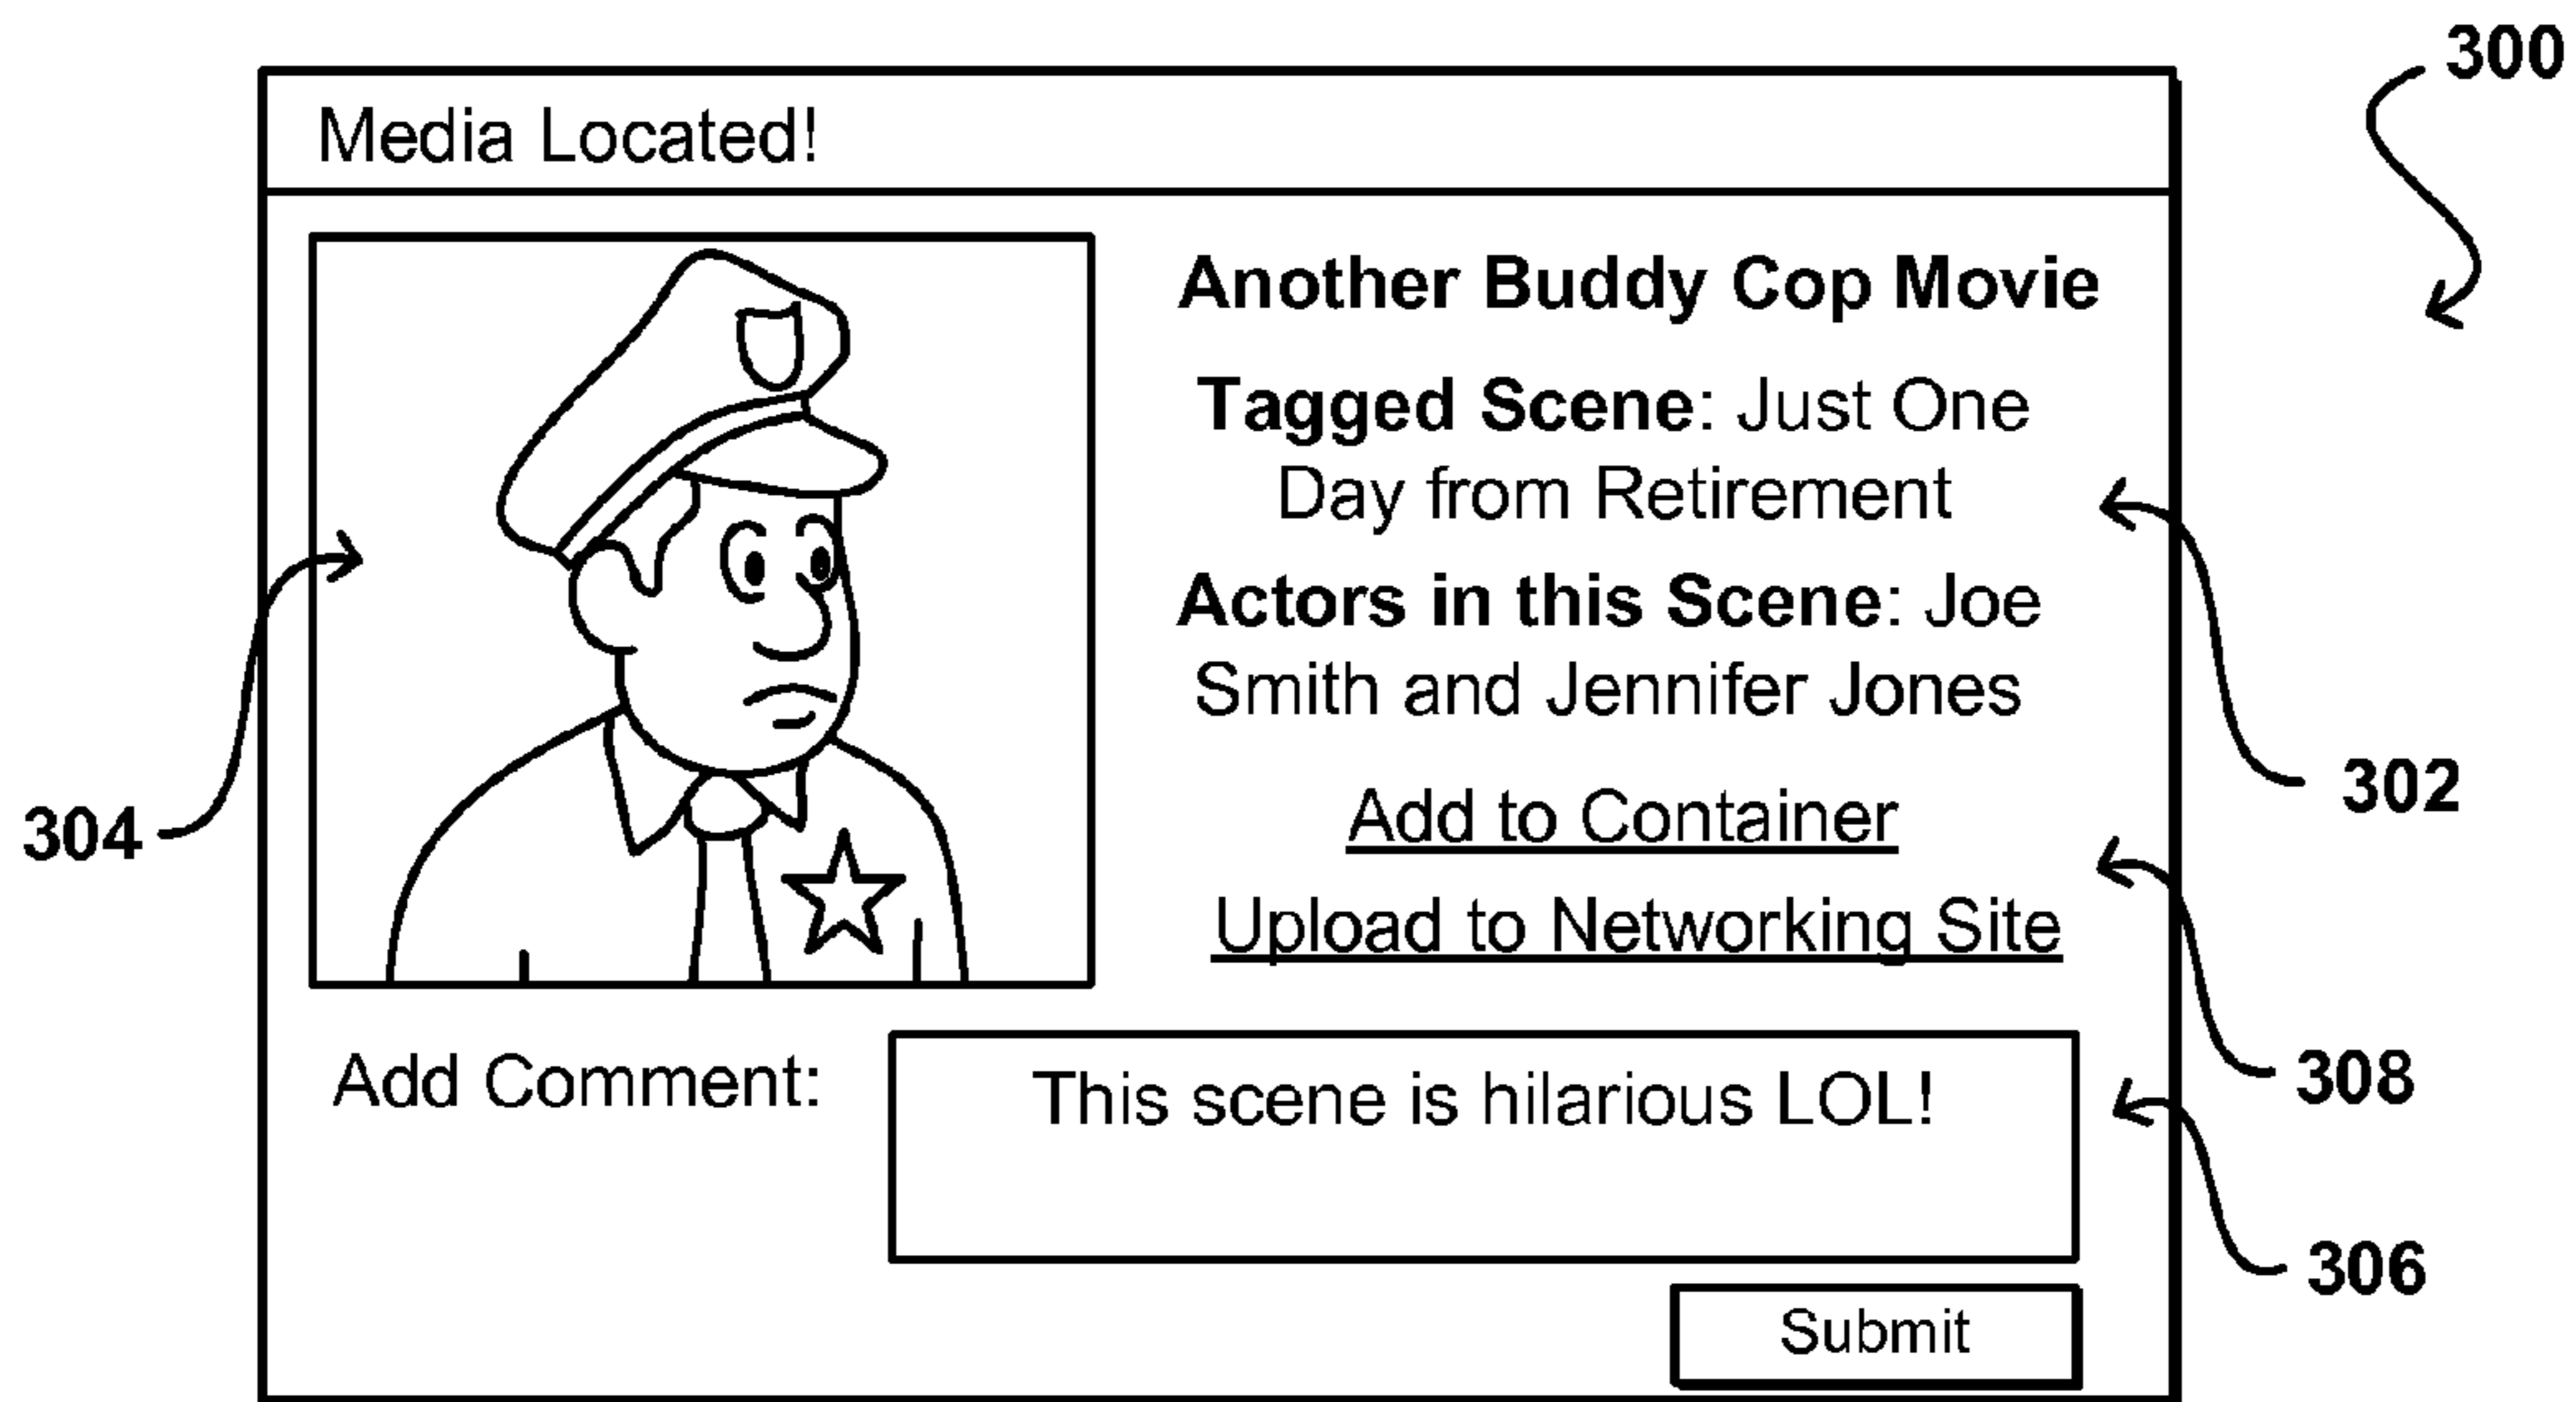 300
Media Located!
Another Buddy Cop Movie
Tagged Scene: Just One
Day from Retirement
Actors in this Scene: Joe
Smith and Jennifer Jones
302
304
Add to Container
Upload to Networking Site
308
Add Comment:
This scene is hilarious LOL!
306
Submit